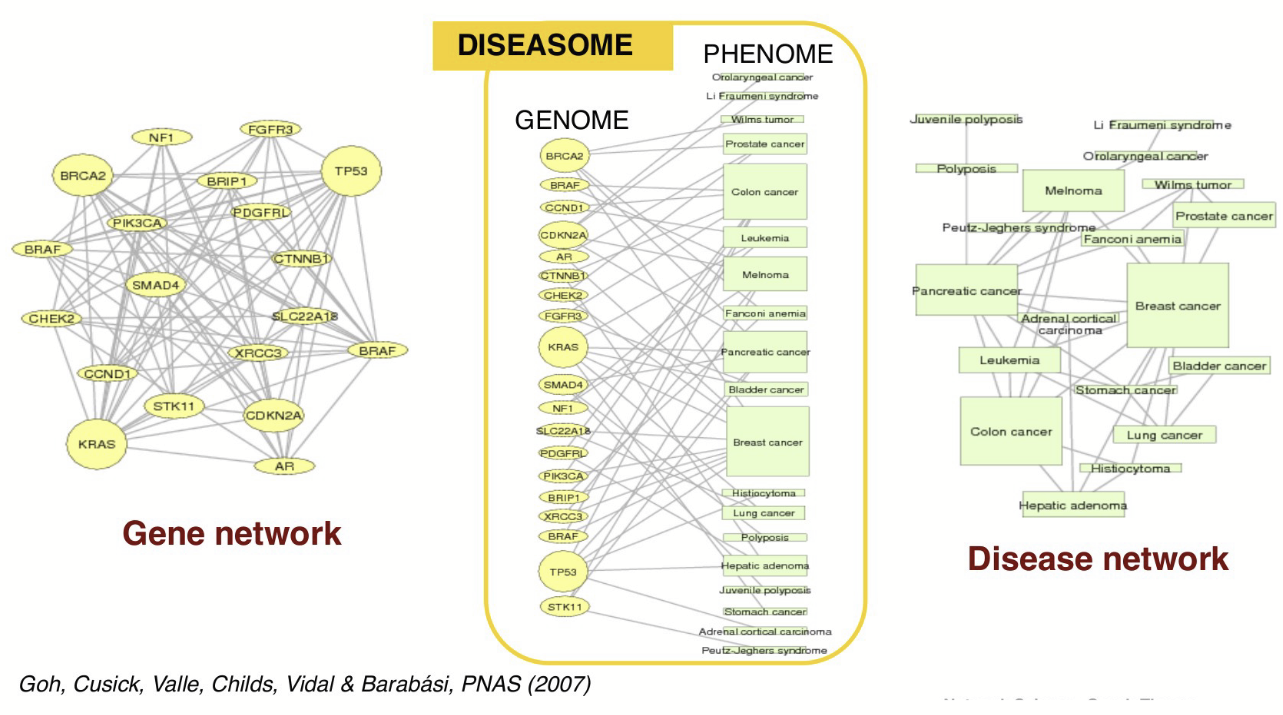 DISEASOME
PHENOME
GENOME
NF1
FGFR3
BRCA2
TP53
BRIP1
PIK3CA
PDGFRL
BRAF
CTNNB1
SMAD4
CHEK2
SLC22A18
XRCC3
BRAF
CCND1
STK11
CDKN2A
KRAS
AR
Gene network
BRCA2
BRAF
CCND1
CDKN2A
AR
CTNNB1
CHEK2
FGFR3
KRAS
SMAD4
NF1
SLC22A18
PDGFRL
PIK3CA
BRIP1
XRCC3
BRAF
TP53
STK11
Orolaryngeal cancer
Li Fraumeni syndrome
Wilms tumor
Prostate cancer
Colon cancer
Leukemia
Melnoma
Fanconi anemia
Pancreatic cancer
Bladder cancer
Breast cancer
Histiocytoma
Lung cancer
Polyposis
Hepatic adenoma
Juvenile polyposis
Stomach cancer
Adrenal cortical carcinoma
Peutz-Jeghers syndrome
Juvenile polyposis
Li Fraumeni syndrome
Orolaryngeal cancer
Polyposis
Melnoma
Wilms tumor
Prostate cancer
Peutz-Jeghers syndrome
Fanconi anemia
Pancreatic cancer
Breast cancer
Adrenal cortical
carcinoma
Leukemia
Bladder cancer
Stomach cancer
Colon cancer
Lung cancer
Histiocytoma
Hepatic adenoma
Disease network
Goh, Cusick, Valle, Childs, Vidal & Barabási, PNAS (2007)